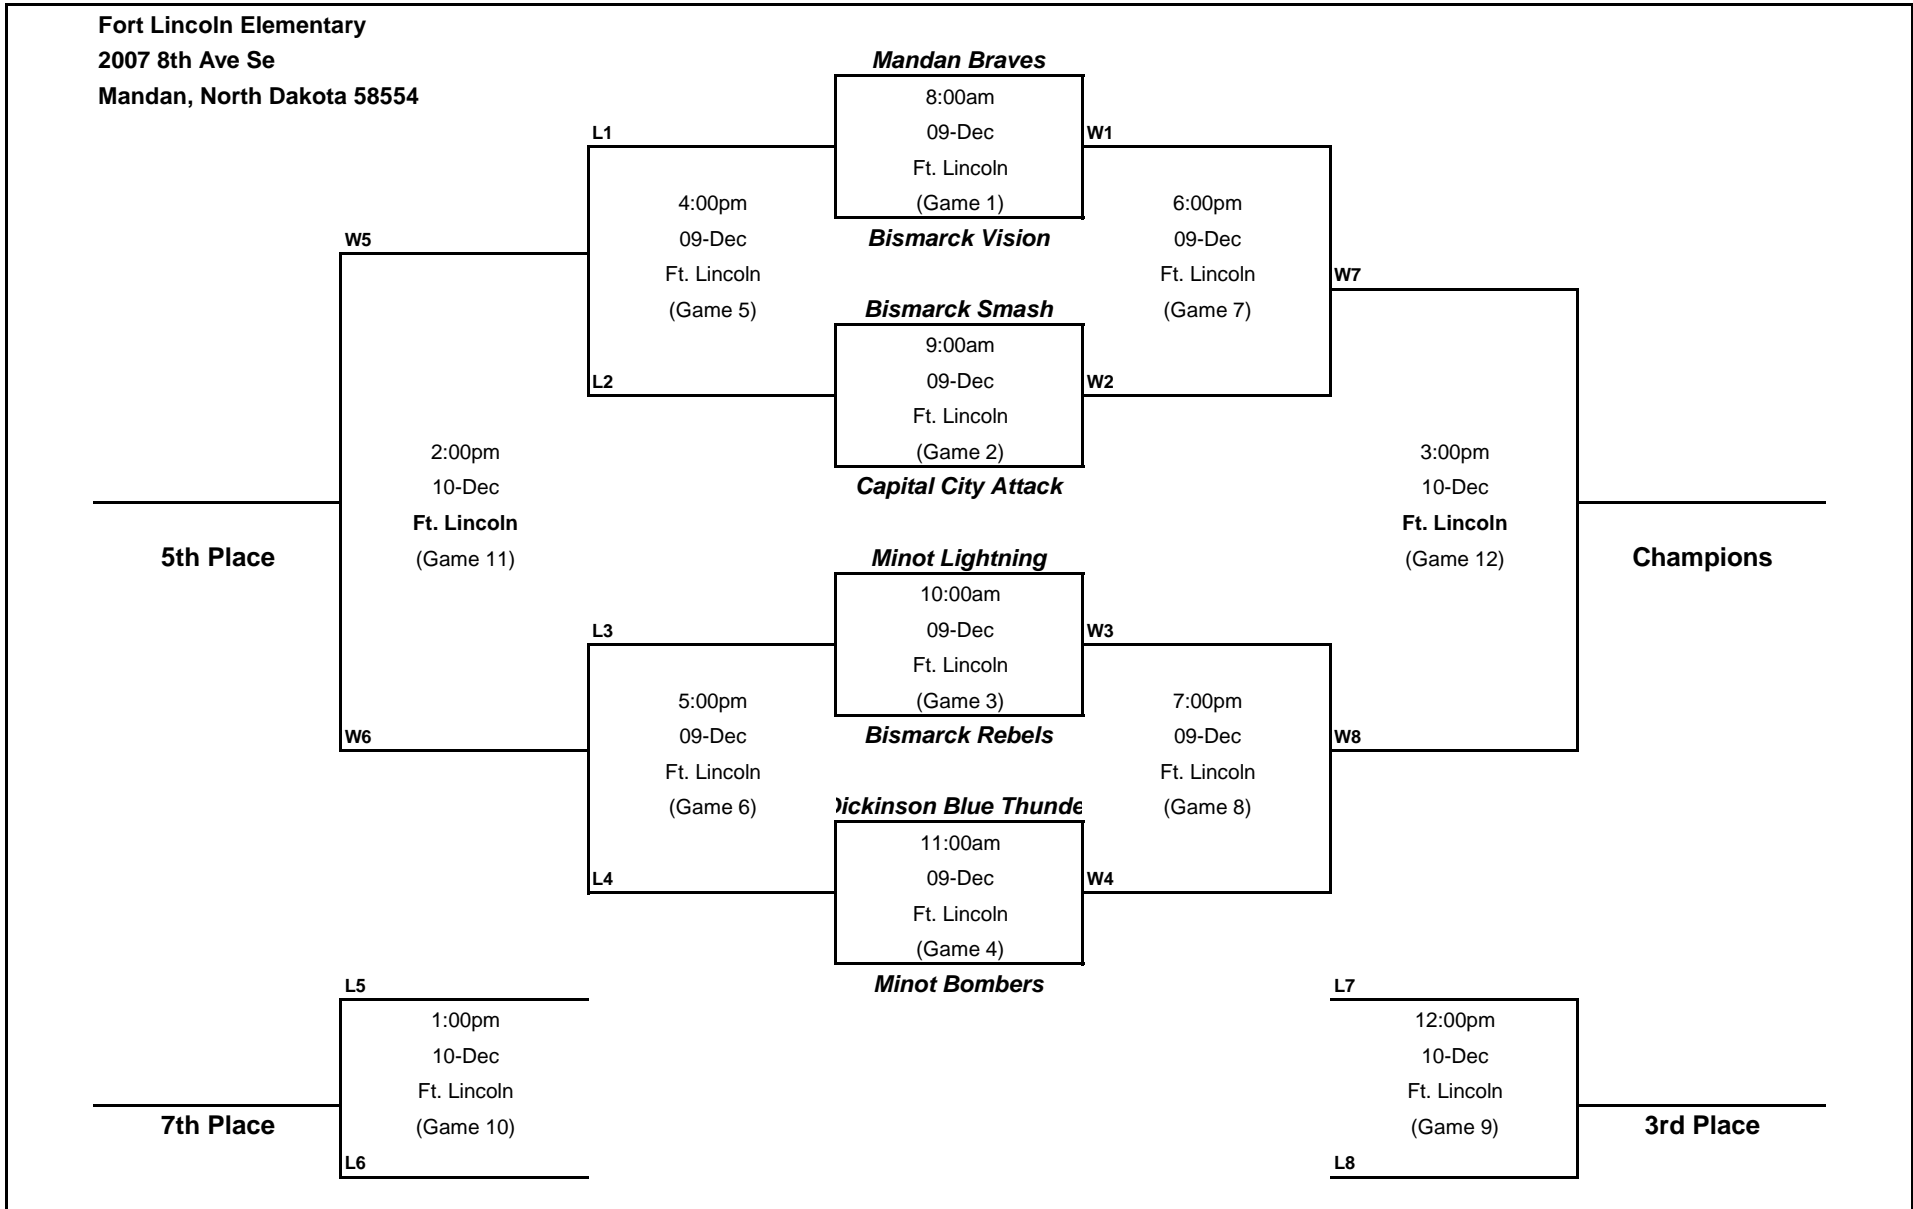 Fort Lincoln Elementary
2007 8th Ave Se
Mandan, North Dakota 58554
Mandan Braves
8:00am
09-Dec
Ft. Lincoln
(Game 1)
Bismarck Vision
L1
W1
4:00pm
09-Dec
Ft. Lincoln
(Game 5)
6:00pm
09-Dec
Ft. Lincoln
(Game 7)
W5
W7
Bismarck Smash
9:00am
09-Dec
Ft. Lincoln
(Game 2)
Capital City Attack
L2
W2
2:00pm
10-Dec
Ft. Lincoln
(Game 11)
3:00pm
10-Dec
Ft. Lincoln
(Game 12)
5th Place
Champions
Minot Lightning
10:00am
09-Dec
Ft. Lincoln
(Game 3)
Bismarck Rebels
L3
W3
5:00pm
09-Dec
Ft. Lincoln
(Game 6)
7:00pm
09-Dec
Ft. Lincoln
(Game 8)
W6
W8
Dickinson Blue Thunde
11:00am
09-Dec
Ft. Lincoln
(Game 4)
Minot Bombers
L4
W4
L5
1:00pm
10-Dec
Ft. Lincoln
(Game 10)
L6
7th Place
L7
12:00pm
10-Dec
Ft. Lincoln
(Game 9)
L8
3rd Place